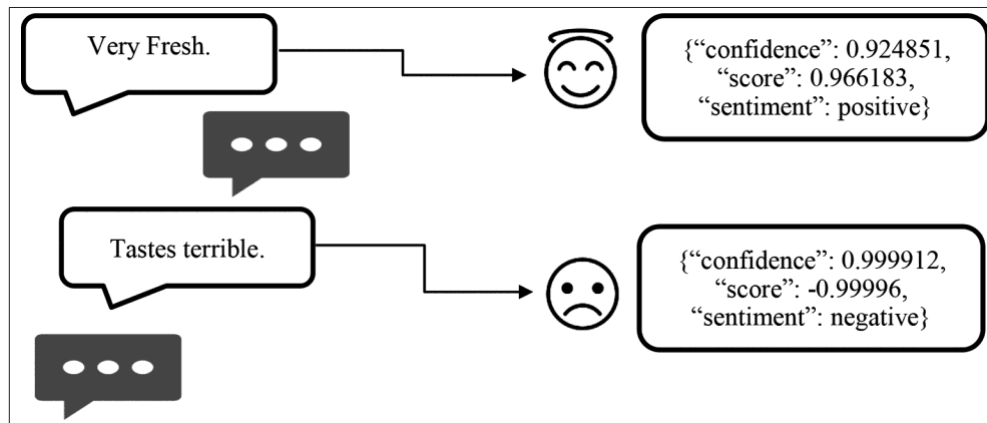 Very Fresh.
{“confidence”: 0.924851,
“score”: 0.966183,
“sentiment”: positive}
Tastes terrible.
{“confidence”: 0.999912,
“score”: -0.99996,
“sentiment”: negative}